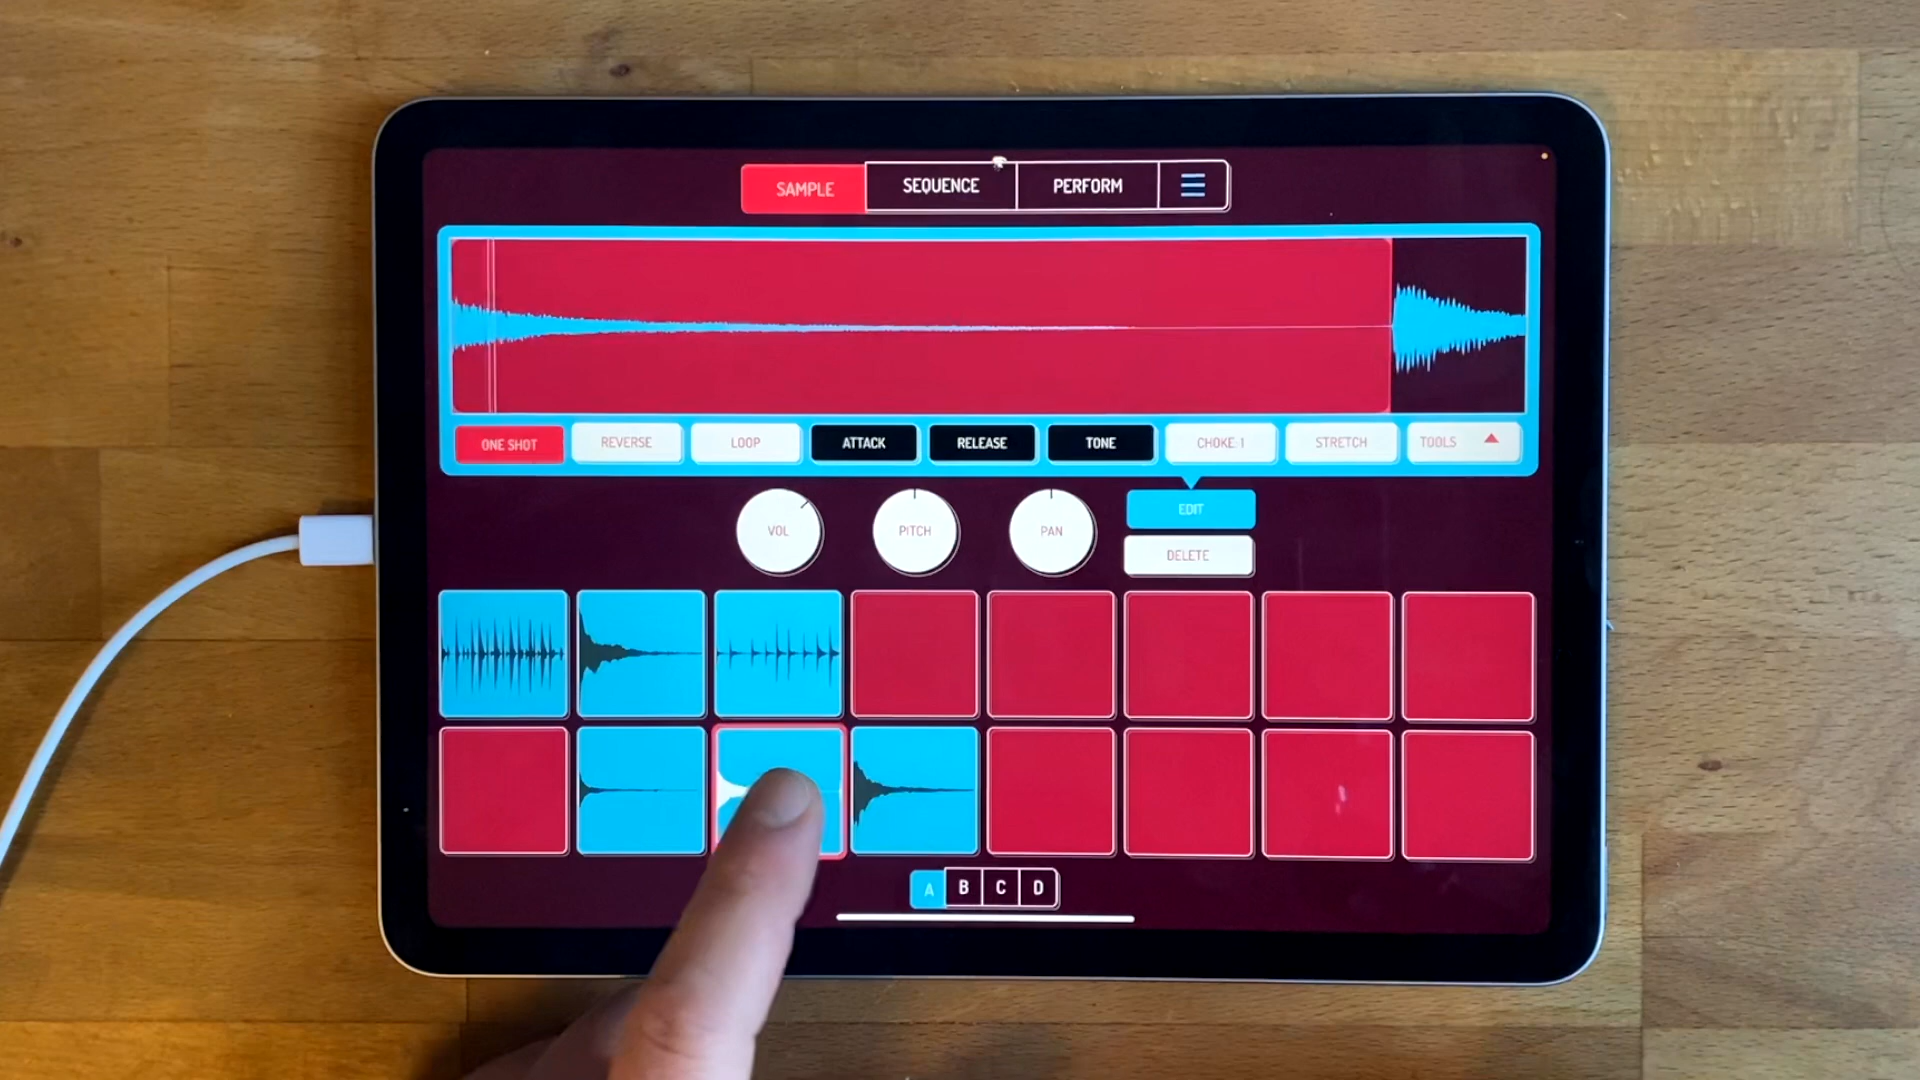 SAMPLE SEQUENCE PERFORM
ONE SHOT REVERSE LOOP ATTACK RELEASE TONE CHOKE 1 STRETCH TOOLS
VOL PITCH PAN EDIT
DELETE
A B C D